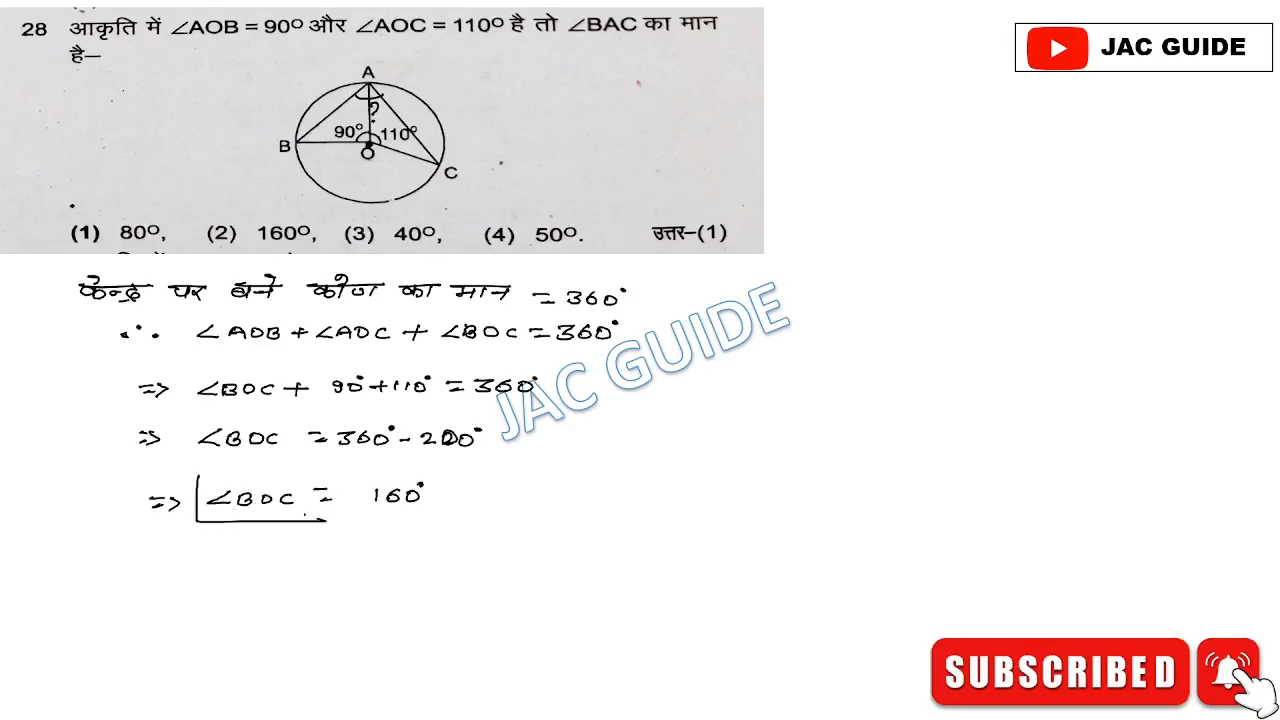 28 आकृति में ∠AOB = 90° और ∠AOC = 110° है तो ∠BAC का मान
है–
A
?
90° 110°
B
O
C
(1) 80°, (2) 160°, (3) 40°, (4) 50°. उत्तर–(1)
केन्द्र पर बने कोण का मान = 360°
∴ ∠AOB + ∠AOC + ∠BOC = 360°
=> ∠BOC + 90° + 110° = 360°
=> ∠BOC = 360° - 200°
=> ∠BOC = 160°
JAC GUIDE
JAC GUIDE
SUBSCRIBED